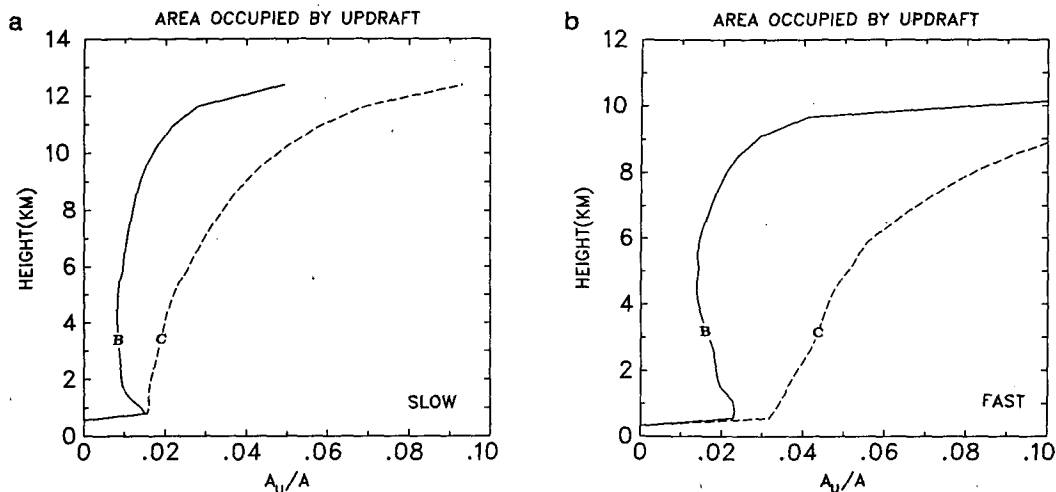 a
AREA OCCUPIED BY UPDRAFT
14
12
10
8
6
4
2
0
HEIGHT(KM)
B
C
SLOW
0 .02 .04 .06 .08 .10
A_u/A
b
AREA OCCUPIED BY UPDRAFT
12
10
8
6
4
2
0
HEIGHT(KM)
B
C
FAST
0 .02 .04 .06 .08 .10
A_u/A